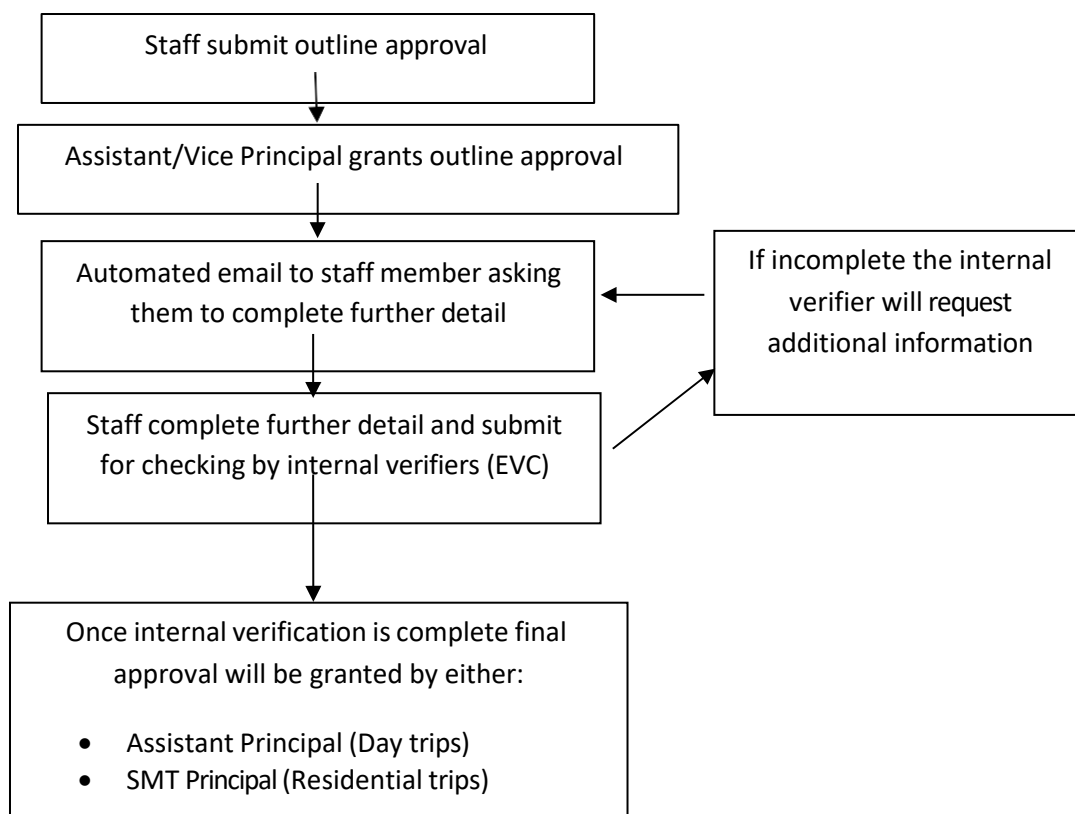 Staff submit outline approval
Assistant/Vice Principal grants outline approval
Automated email to staff member asking
them to complete further detail
If incomplete the internal
verifier will request
additional information
Staff complete further detail and submit
for checking by internal verifiers (EVC)
Once internal verification is complete final
approval will be granted by either:
• Assistant Principal (Day trips)
• SMT Principal (Residential trips)